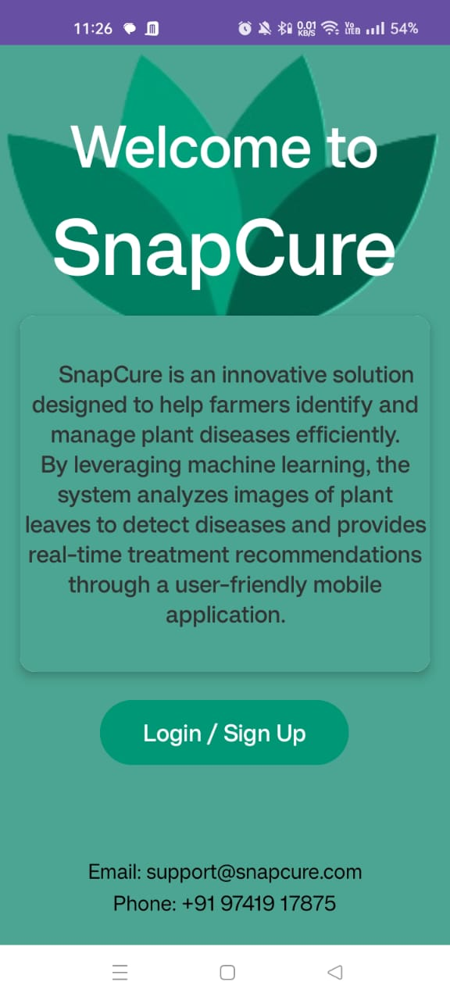 11:26
0.01 KB/S
Vo LTE
54%
Welcome to
SnapCure
SnapCure is an innovative solution
designed to help farmers identify and
manage plant diseases efficiently.
By leveraging machine learning, the
system analyzes images of plant
leaves to detect diseases and provides
real-time treatment recommendations
through a user-friendly mobile
application.
Login / Sign Up
Email: support@snapcure.com
Phone: +91 97419 17875